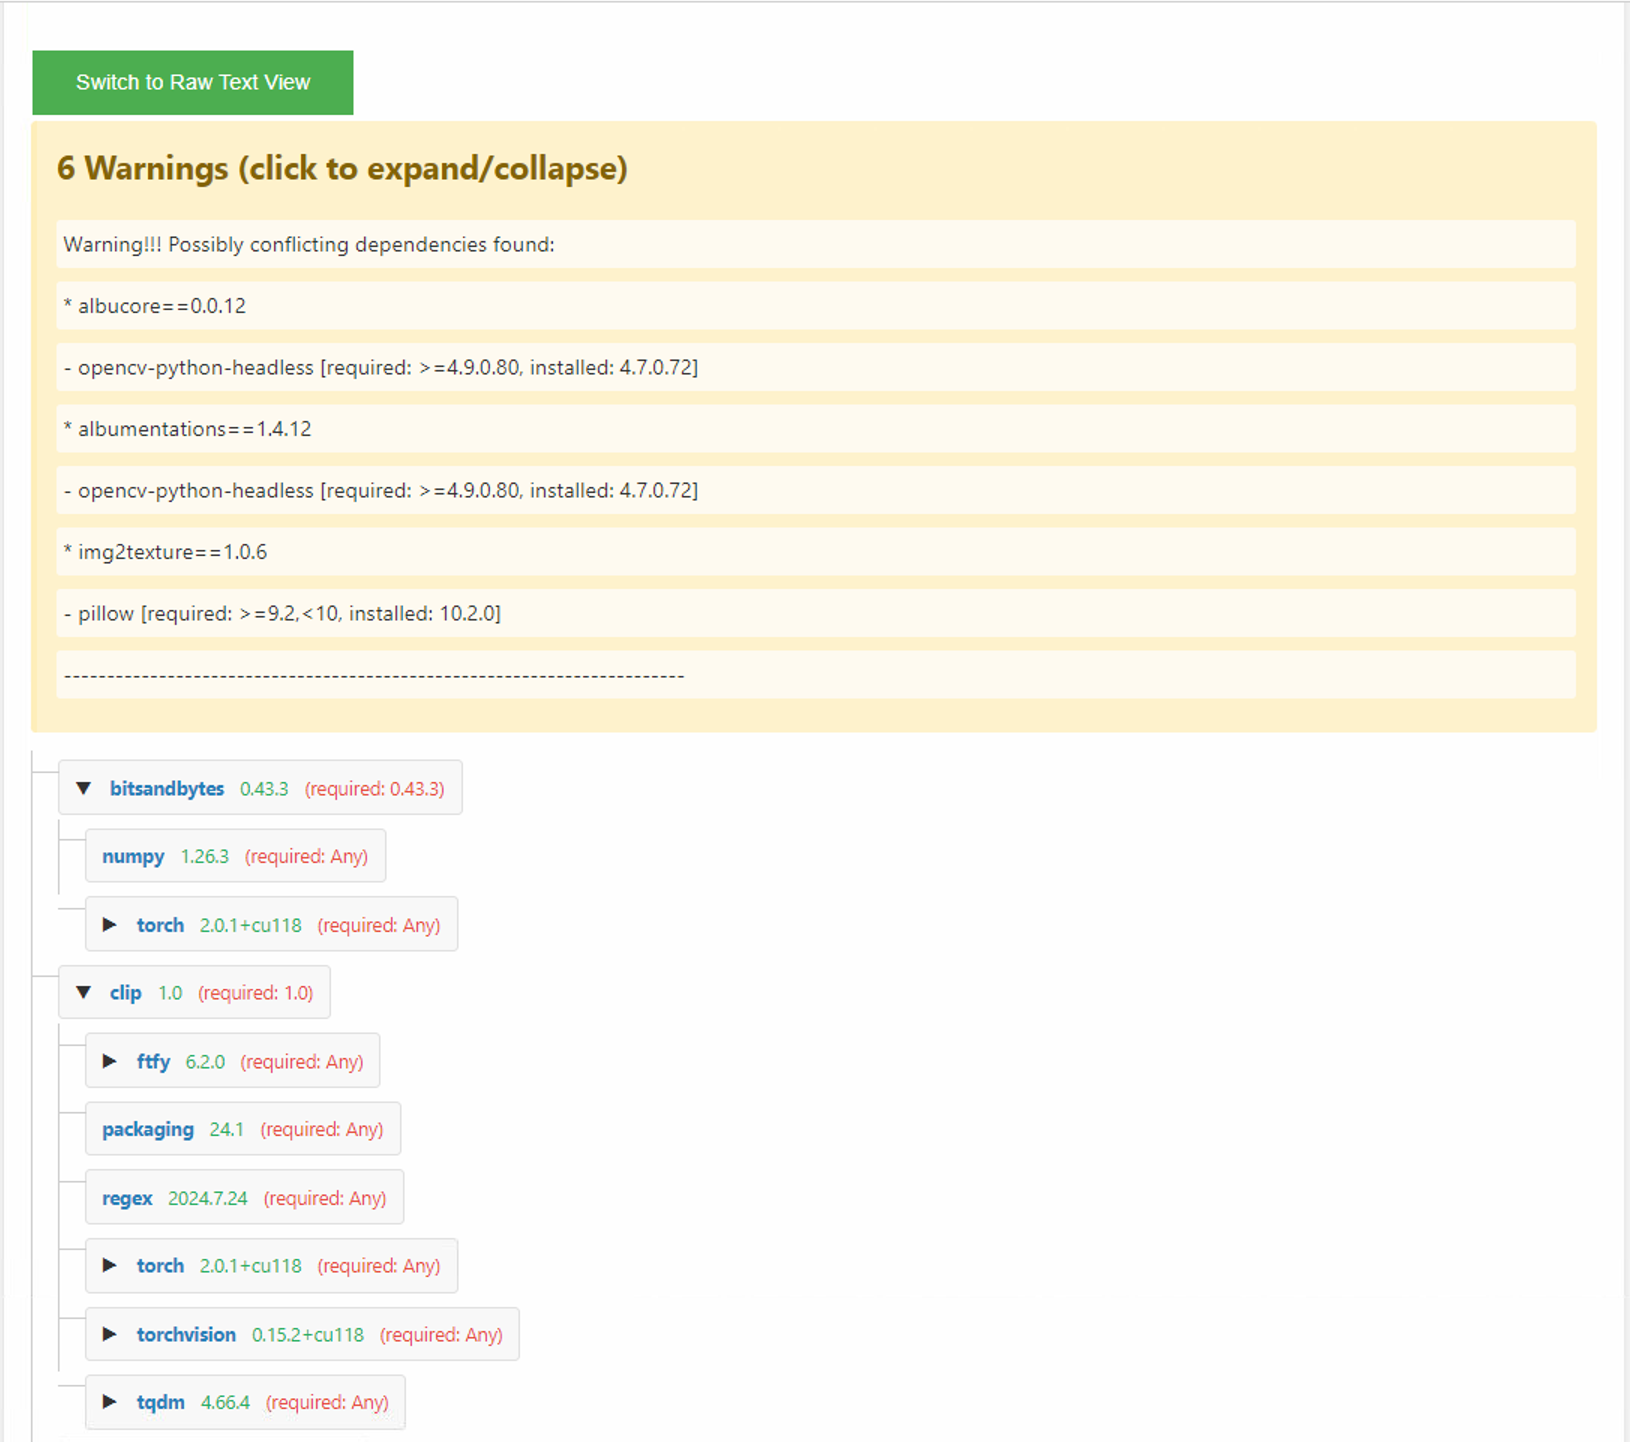 Switch to Raw Text View
6 Warnings (click to expand/collapse)
Warning!!! Possibly conflicting dependencies found:
* albucore==0.0.12
- opencv-python-headless [required: >=4.9.0.80, installed: 4.7.0.72]
* albumentations==1.4.12
- opencv-python-headless [required: >=4.9.0.80, installed: 4.7.0.72]
* img2texture==1.0.6
- pillow [required: >=9.2,<10, installed: 10.2.0]
------------------------------------------------------------------------
▼ bitsandbytes 0.43.3 (required: 0.43.3)
numpy 1.26.3 (required: Any)
► torch 2.0.1+cu118 (required: Any)
▼ clip 1.0 (required: 1.0)
► ftfy 6.2.0 (required: Any)
packaging 24.1 (required: Any)
regex 2024.7.24 (required: Any)
► torch 2.0.1+cu118 (required: Any)
► torchvision 0.15.2+cu118 (required: Any)
► tqdm 4.66.4 (required: Any)